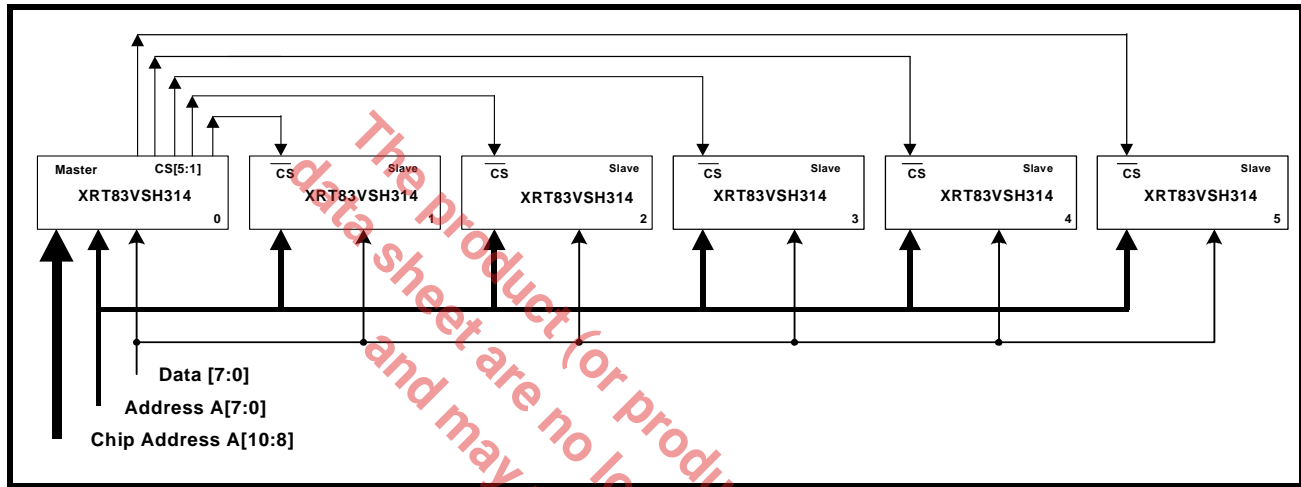 Master CS[5:1]
XRT83VSH314
0
CS Slave
XRT83VSH314
1
CS Slave
XRT83VSH314
2
CS Slave
XRT83VSH314
3
CS Slave
XRT83VSH314
4
CS Slave
XRT83VSH314
5
Data [7:0]
Address A[7:0]
Chip Address A[10:8]
The product (or
data sheet are no
and may